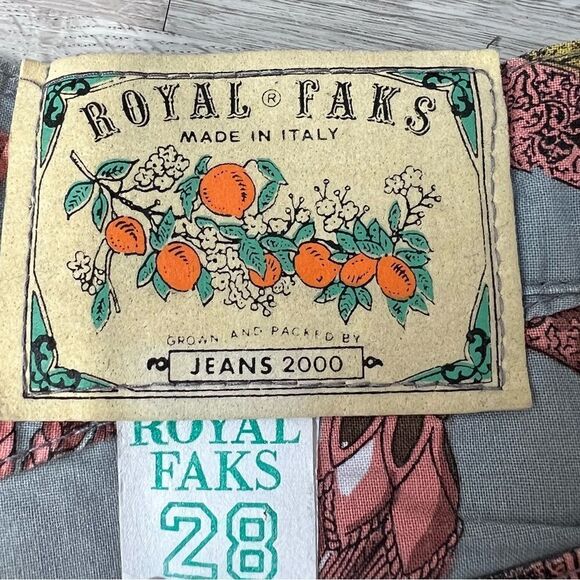 ROYAL ® FAKS
MADE IN ITALY
GROWN AND PACKED BY
JEANS 2000
ROYAL
FAKS
28